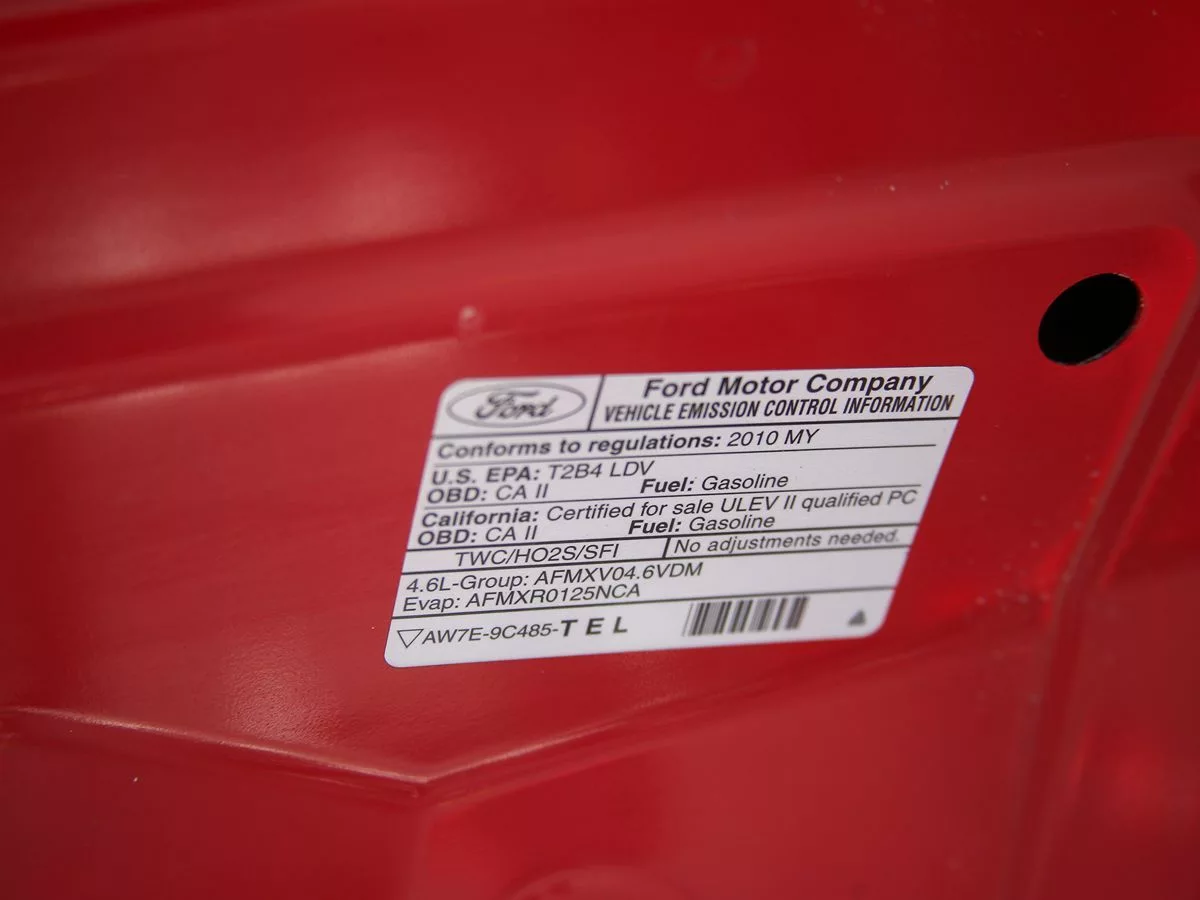 Ford
Ford Motor Company
VEHICLE EMISSION CONTROL INFORMATION
Conforms to regulations: 2010 MY
U.S. EPA: T2B4 LDV
OBD: CA II Fuel: Gasoline
California: Certified for sale ULEV II qualified PC
OBD: CA II Fuel: Gasoline
TWC/HO2S/SFI No adjustments needed.
4.6L-Group: AFMXV04.6VDM
Evap: AFMXR0125NCA
AW7E-9C485-TEL